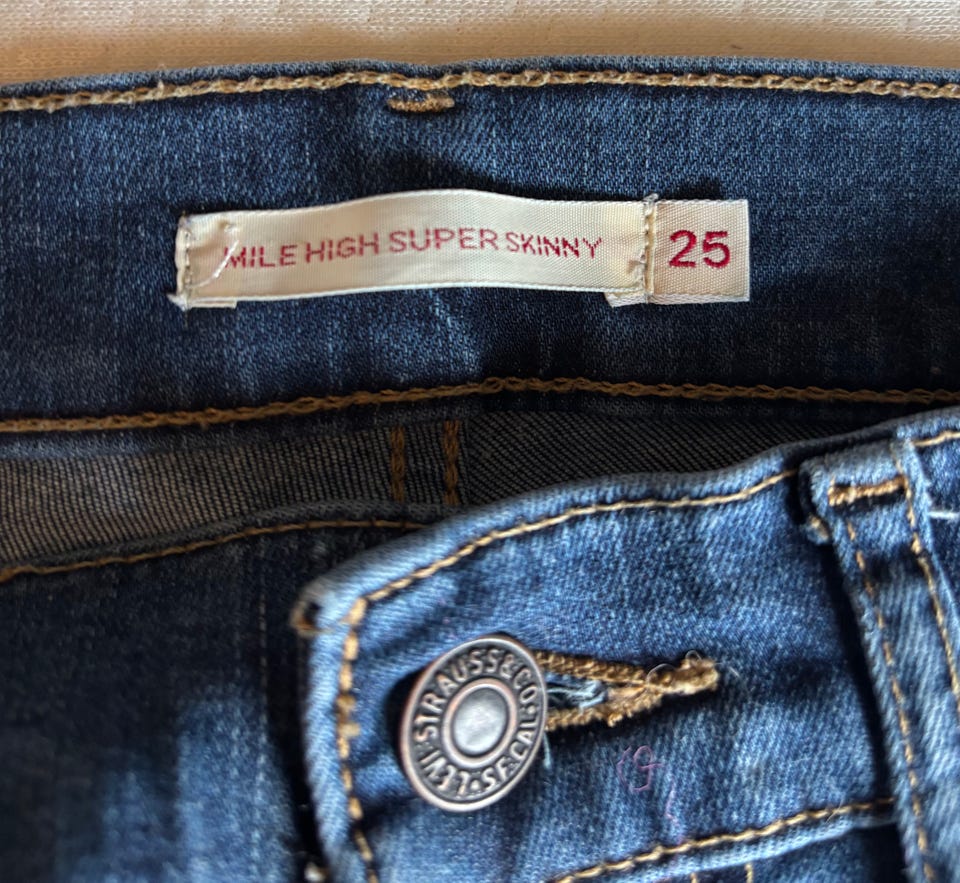 MILE HIGH SUPER SKINNY
25
LEVI STRAUSS & CO. S.F. CAL